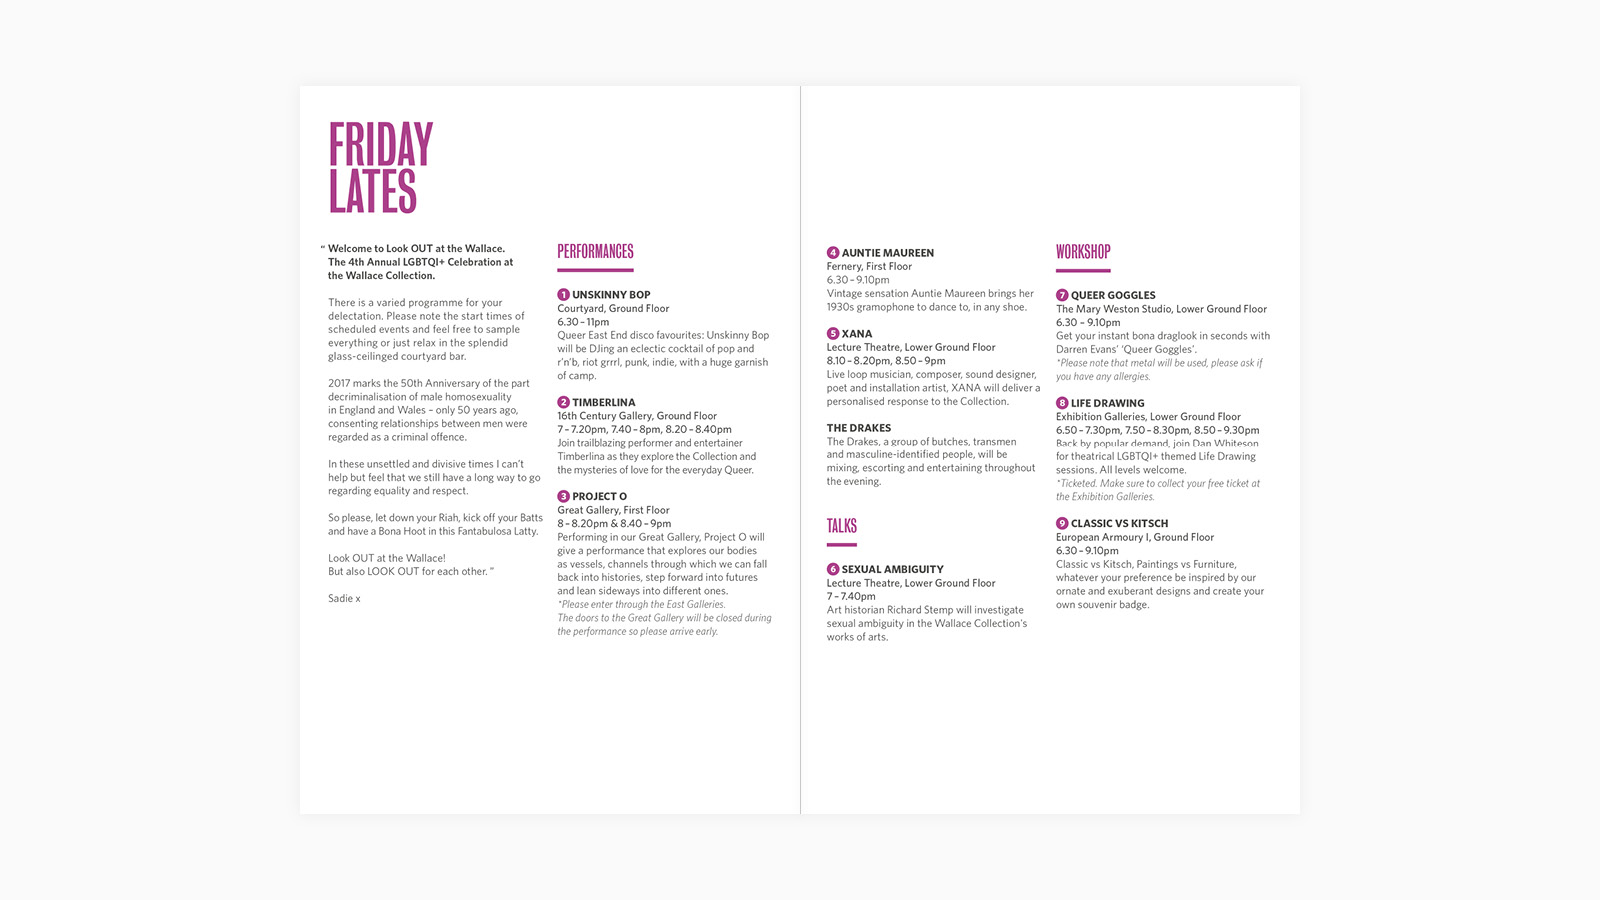 FRIDAY
LATES
“ Welcome to Look OUT at the Wallace.
The 4th Annual LGBTQI+ Celebration at
the Wallace Collection.
There is a varied programme for your
delectation. Please note the start times of
scheduled events and feel free to sample
everything or just relax in the splendid
glass-ceilinged courtyard bar.
2017 marks the 50th Anniversary of the part
decriminalisation of male homosexuality
in England and Wales – only 50 years ago,
consenting relationships between men were
regarded as a criminal offence.
In these unsettled and divisive times I can’t
help but feel that we still have a long way to go
regarding equality and respect.
So please, let down your Riah, kick off your Batts
and have a Bona Hoot in this Fantabulosa Latty.
Look OUT at the Wallace!
But also LOOK OUT for each other. ”
Sadie x
PERFORMANCES
1 UNSKINNY BOP
Courtyard, Ground Floor
6.30 – 11pm
Queer East End disco favourites: Unskinny Bop
will be DJing an eclectic cocktail of pop and
r’n’b, riot grrrl, punk, indie, with a huge garnish
of camp.
2 TIMBERLINA
16th Century Gallery, Ground Floor
7 – 7.20pm, 7.40 – 8pm, 8.20 – 8.40pm
Join trailblazing performer and entertainer
Timberlina as they explore the Collection and
the mysteries of love for the everyday Queer.
3 PROJECT O
Great Gallery, First Floor
8 – 8.20pm & 8.40 – 9pm
Performing in our Great Gallery, Project O will
give a performance that explores our bodies
as vessels, channels through which we can fall
back into histories, step forward into futures
and lean sideways into different ones.
*Please enter through the East Galleries.
The doors to the Great Gallery will be closed during
the performance so please arrive early.
4 AUNTIE MAUREEN
Fernery, First Floor
6.30 – 9.10pm
Vintage sensation Auntie Maureen brings her
1930s gramophone to dance to, in any shoe.
5 XANA
Lecture Theatre, Lower Ground Floor
8.10 – 8.20pm, 8.50 – 9pm
Live loop musician, composer, sound designer,
poet and installation artist, XANA will deliver a
personalised response to the Collection.
THE DRAKES
The Drakes, a group of butches, transmen
and masculine-identified people, will be
mixing, escorting and entertaining throughout
the evening.
TALKS
6 SEXUAL AMBIGUITY
Lecture Theatre, Lower Ground Floor
7 – 7.40pm
Art historian Richard Stemp will investigate
sexual ambiguity in the Wallace Collection’s
works of arts.
WORKSHOP
7 QUEER GOGGLES
The Mary Weston Studio, Lower Ground Floor
6.30 – 9.10pm
Get your instant bona draglook in seconds with
Darren Evans’ ‘Queer Goggles’.
*Please note that metal will be used, please ask if
you have any allergies.
8 LIFE DRAWING
Exhibition Galleries, Lower Ground Floor
6.50 – 7.30pm, 7.50 – 8.30pm, 8.50 – 9.30pm
Back by popular demand, join Dan Whiteson
for theatrical LGBTQI+ themed Life Drawing
sessions. All levels welcome.
*Ticketed. Make sure to collect your free ticket at
the Exhibition Galleries.
9 CLASSIC VS KITSCH
European Armoury I, Ground Floor
6.30 – 9.10pm
Classic vs Kitsch, Paintings vs Furniture,
whatever your preference be inspired by our
ornate and exuberant designs and create your
own souvenir badge.